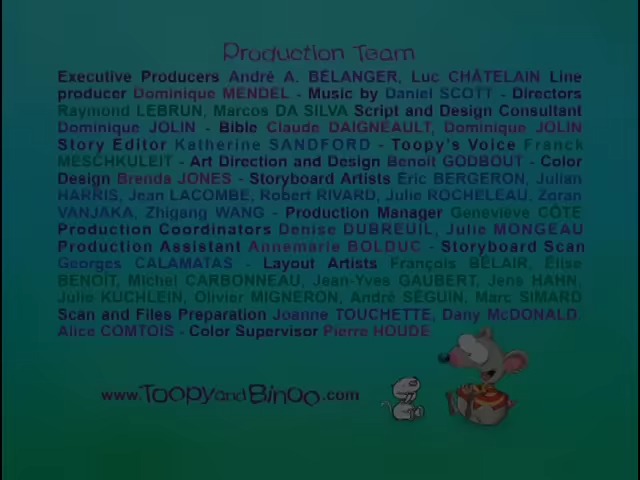 Production Team
Executive Producers André A. BÉLANGER, Luc CHÂTELAIN Line
producer Dominique MENDEL - Music by Daniel SCOTT - Directors
Raymond LEBRUN, Marcos DA SILVA Script and Design Consultant
Dominique JOLIN - Bible Claude DAIGNEAULT, Dominique JOLIN
Story Editor Katherine SANDFORD - Toopy's Voice Franck
MESCHKULEIT - Art Direction and Design Benoit GODBOUT - Color
Design Brenda JONES - Storyboard Artists Eric BERGERON, Julian
HARRIS, Jean LACOMBE, Robert RIVARD, Julie ROCHELEAU, Zoran
VANJAKA, Zhigang WANG - Production Manager Geneviève CÔTÉ
Production Coordinators Denise DUBREUIL, Julie MONGEAU
Production Assistant Annemarie BOLDUC - Storyboard Scan
Georges CALAMATAS - Layout Artists François BÉLAIR, Élise
BENOÎT, Michel CARBONNEAU, Jean-Yves GAUBERT, Jens HAHN,
Julie KUCHLEIN, Olivier MIGNERON, André SÉGUIN, Marc SIMARD
Scan and Files Preparation Joanne TOUCHETTE, Dany McDONALD,
Alice COMTOIS - Color Supervisor Pierre HOUDE
www.ToopyandBinoo.com